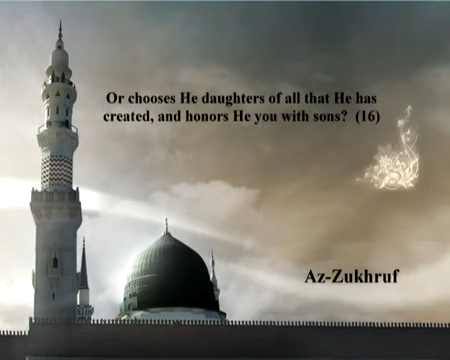 Or chooses He daughters of all that He has
created, and honors He you with sons?  (16)
Az-Zukhruf